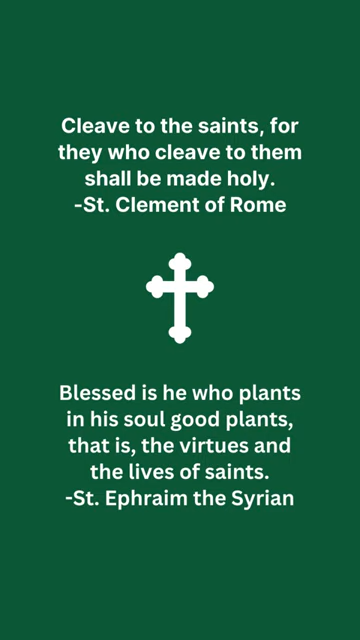 Cleave to the saints, for
they who cleave to them
shall be made holy.
-St. Clement of Rome
Blessed is he who plants
in his soul good plants,
that is, the virtues and
the lives of saints.
-St. Ephraim the Syrian